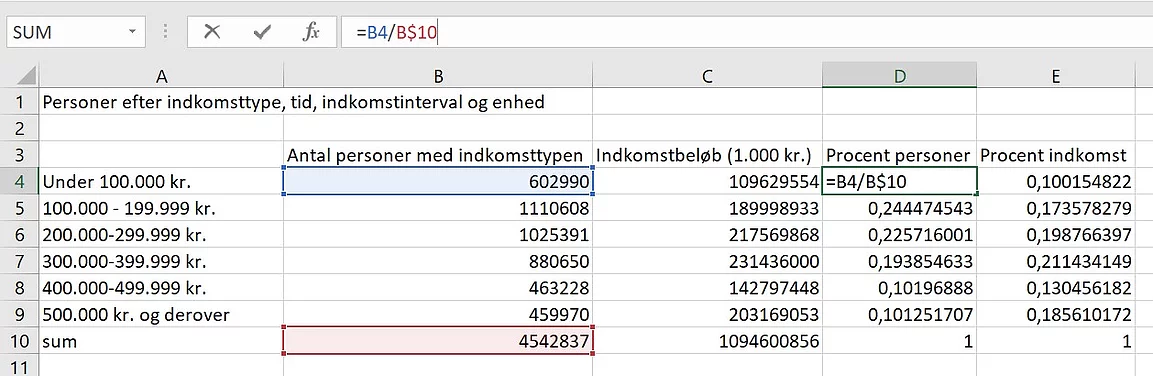 SUM =B4/B$10
A B C D E
1 Personer efter indkomsttype, tid, indkomstinterval og enhed
2
3 Antal personer med indkomsttypen Indkomstbeløb (1.000 kr.) Procent personer Procent indkomst
4 Under 100.000 kr. 602990 109629554 =B4/B$10 0,100154822
5 100.000 - 199.999 kr. 1110608 189998933 0,244474543 0,173578279
6 200.000-299.999 kr. 1025391 217569868 0,225716001 0,198766397
7 300.000-399.999 kr. 880650 231436000 0,193854633 0,211434149
8 400.000-499.999 kr. 463228 142797448 0,10196888 0,130456182
9 500.000 kr. og derover 459970 203169053 0,101251707 0,185610172
10 sum 4542837 1094600856 1 1
11